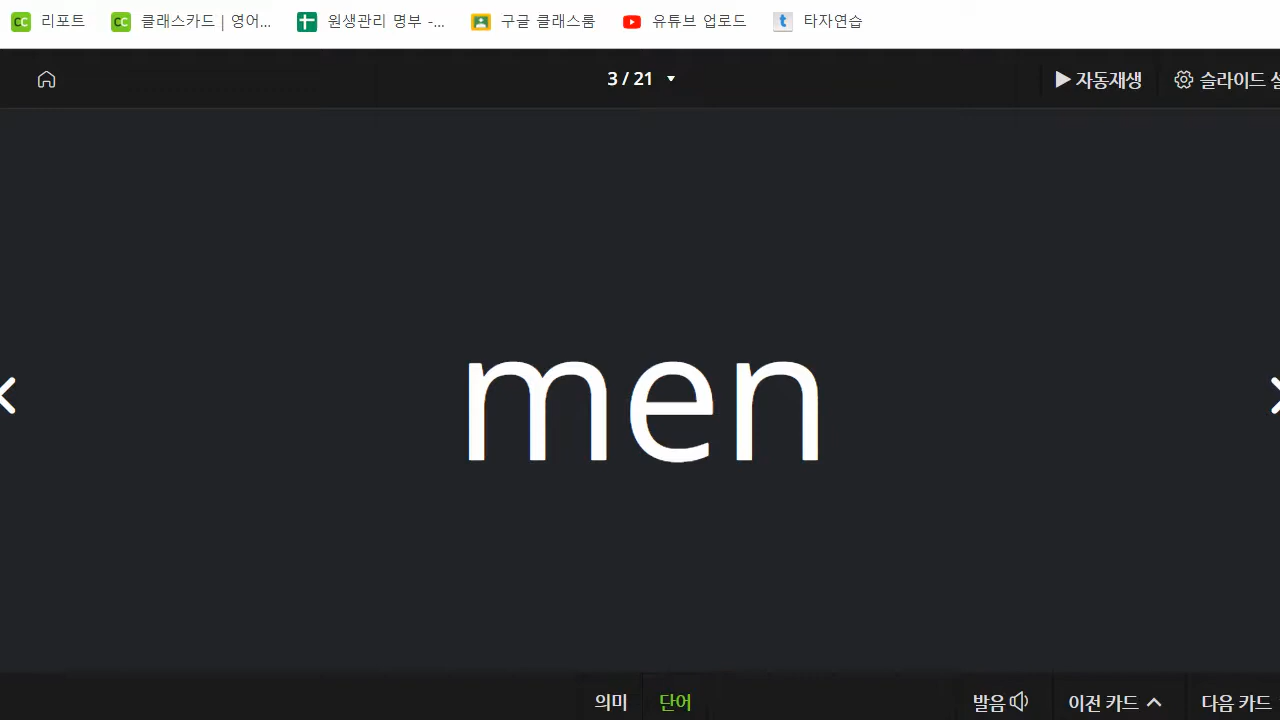 리포트 클래스카드 | 영어... 원생관리 명부 -... 구글 클래스룸 유튜브 업로드 타자연습
3 / 21 자동재생 슬라이드
men
의미 단어 발음 이전 카드 다음 카드